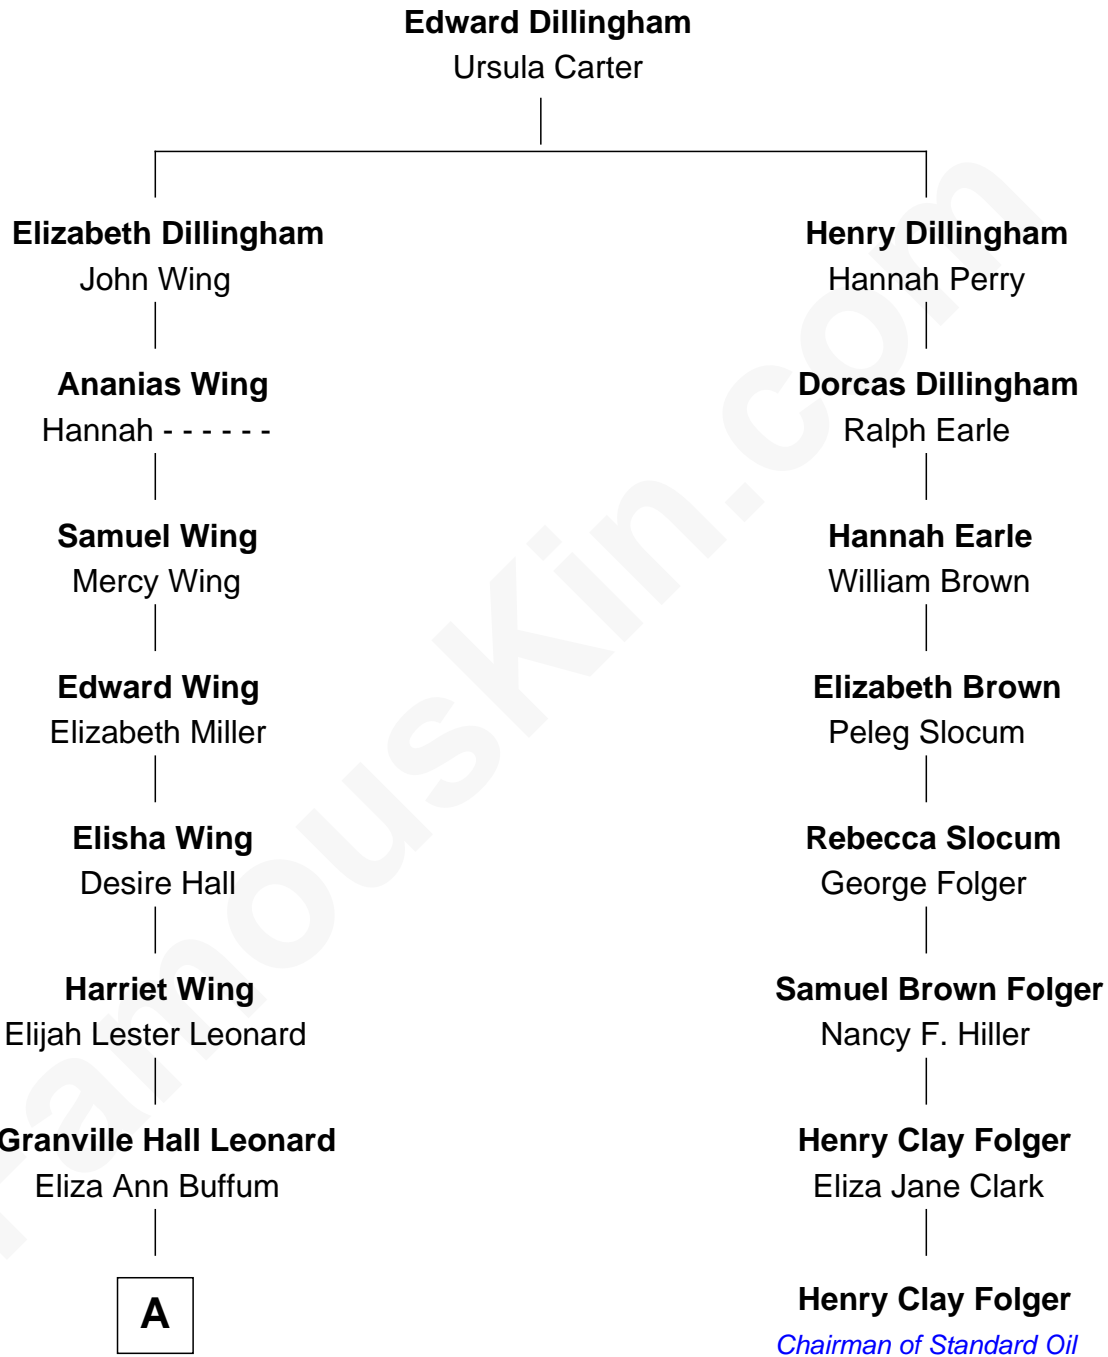 Edward Dillingham
Ursula Carter
Elizabeth Dillingham
John Wing
Henry Dillingham
Hannah Perry
Ananias Wing
Hannah - - - - - -
Dorcas Dillingham
Ralph Earle
Samuel Wing
Mercy Wing
Hannah Earle
William Brown
Edward Wing
Elizabeth Miller
Elizabeth Brown
Peleg Slocum
Elisha Wing
Desire Hall
Rebecca Slocum
George Folger
Harriet Wing
Elijah Lester Leonard
Samuel Brown Folger
Nancy F. Hiller
Granville Hall Leonard
Eliza Ann Buffum
Henry Clay Folger
Eliza Jane Clark
A
Henry Clay Folger
Chairman of Standard Oil
FamousKin.com